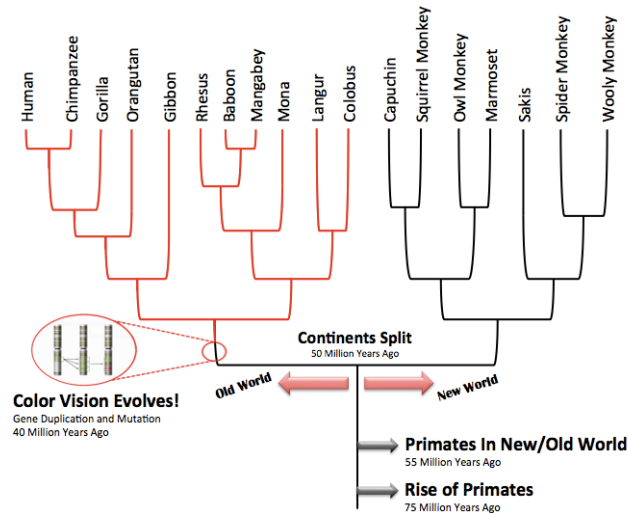 Human
Chimpanzee
Gorilla
Orangutan
Gibbon
Rhesus
Baboon
Mangabey
Mona
Langur
Colobus
Capuchin
Squirrel Monkey
Owl Monkey
Marmoset
Sakis
Spider Monkey
Wooly Monkey
Continents Split
50 Million Years Ago
Old World
New World
Color Vision Evolves!
Gene Duplication and Mutation
40 Million Years Ago
Primates In New/Old World
55 Million Years Ago
Rise of Primates
75 Million Years Ago